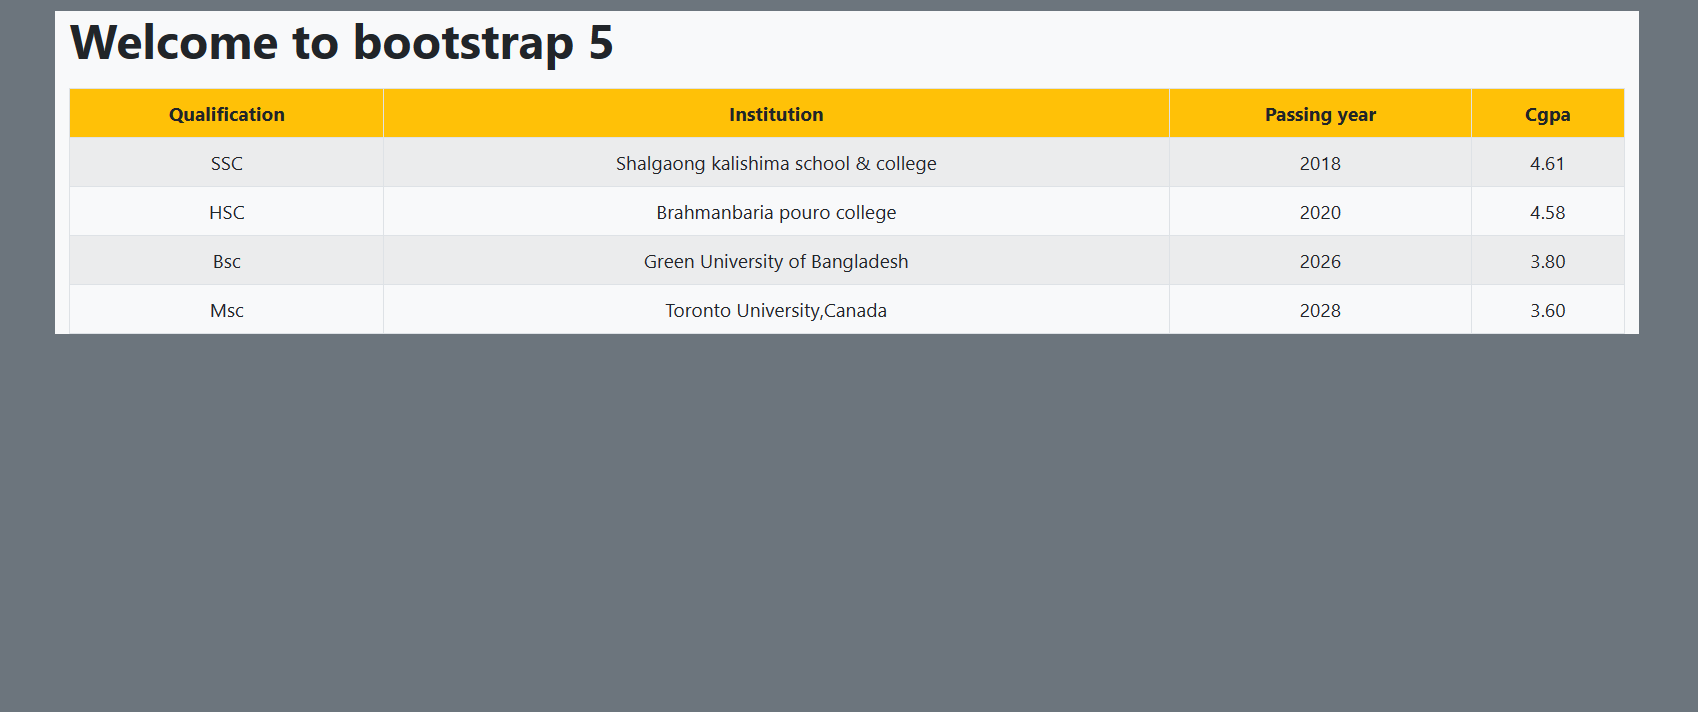 Welcome to bootstrap 5
Qualification Institution Passing year Cgpa
SSC Shalgaong kalishima school & college 2018 4.61
HSC Brahmanbaria pouro college 2020 4.58
Bsc Green University of Bangladesh 2026 3.80
Msc Toronto University,Canada 2028 3.60